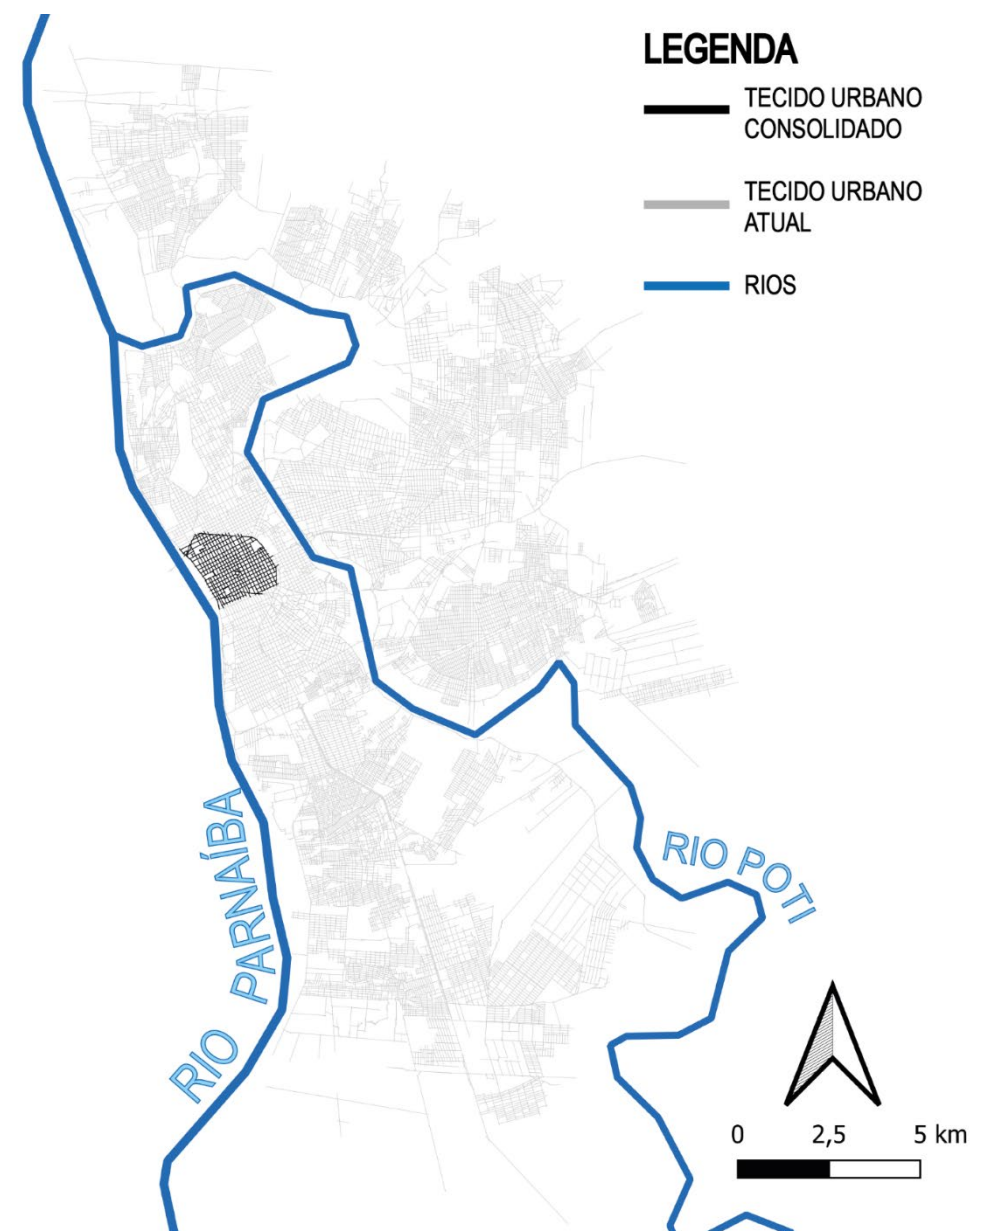 LEGENDA
TECIDO URBANO
CONSOLIDADO
TECIDO URBANO
ATUAL
RIOS
RIO PARNAÍBA
RIO POTI
0 2,5 5 km